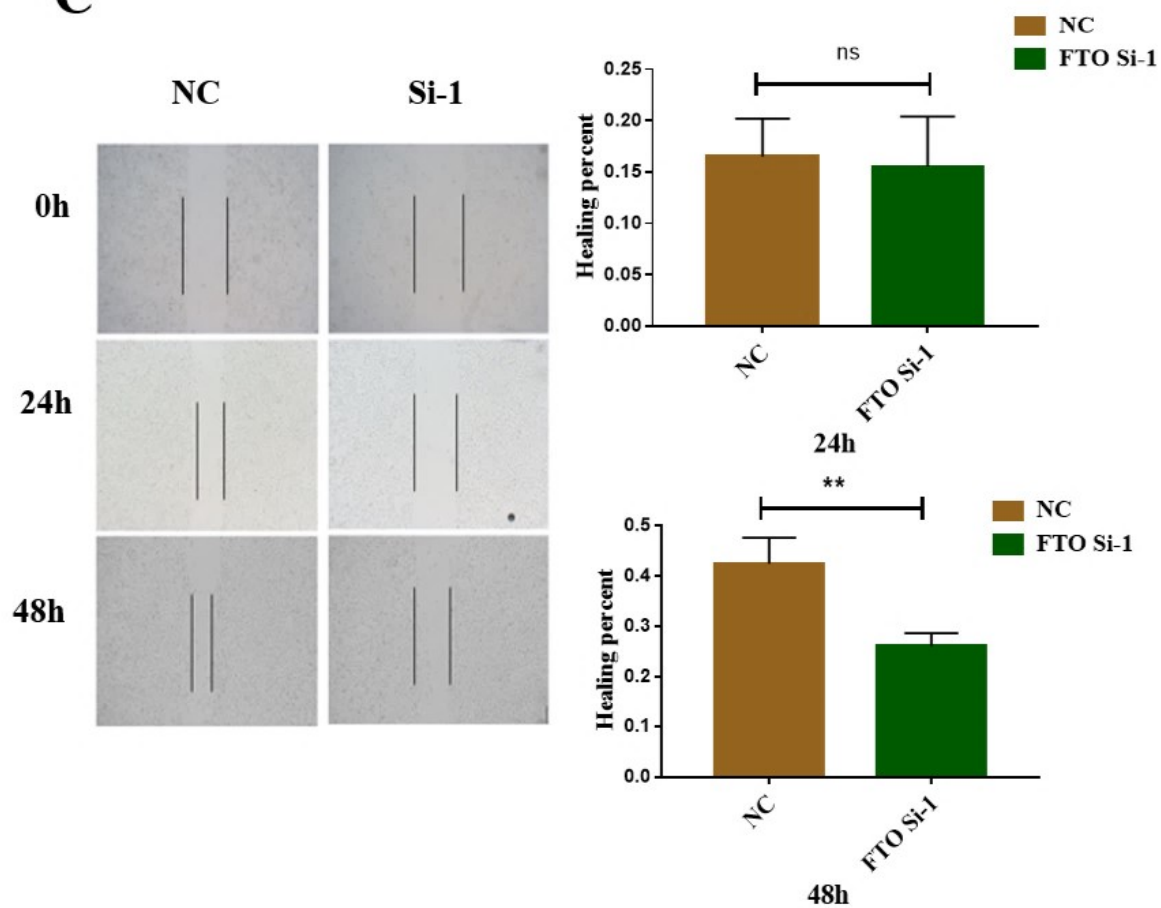 C
NC
Si-1
0h
24h
48h
NC
FTO Si-1
ns
Healing percent
0.25
0.20
0.15
0.10
0.05
0.00
NC
FTO Si-1
24h
NC
FTO Si-1
**
Healing percent
0.5
0.4
0.3
0.2
0.1
0.0
NC
FTO Si-1
48h